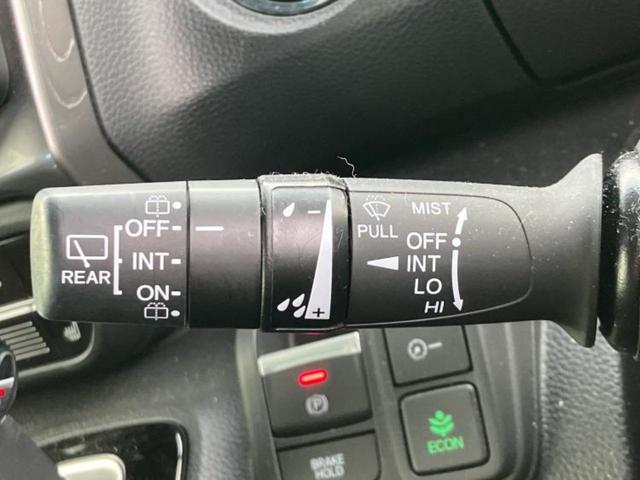 REAR
OFF
INT
ON
PULL
MIST
OFF
INT
LO
HI
P
ECON
BRAKE
HOLD